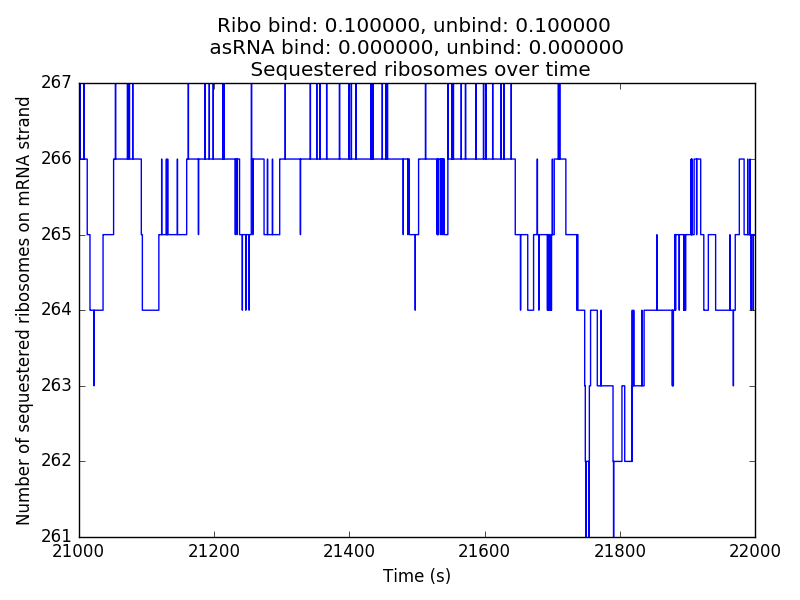 Ribo bind: 0.100000, unbind: 0.100000
asRNA bind: 0.000000, unbind: 0.000000
Sequestered ribosomes over time
Number of sequestered ribosomes on mRNA strand
267
266
265
264
263
262
261
21000 21200 21400 21600 21800 22000
Time (s)